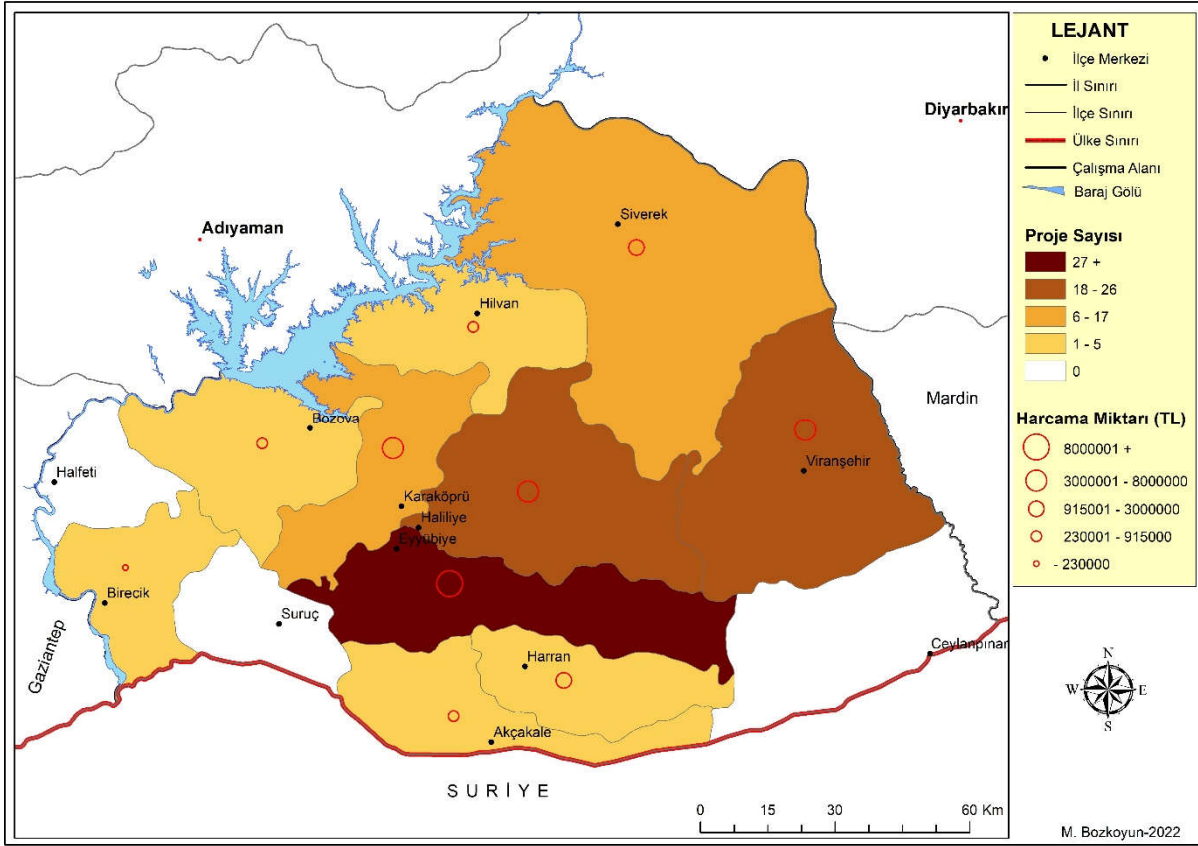 Adıyaman
Diyarbakır
Siverek
Hilvan
Mardin
Bozova
Viranşehir
Halfeti
Karaköprü
Haliliye
Eyyübiye
Birecik
Suruç
Gaziantep
Harran
Ceylanpınar
Akçakale
SURİYE
0 15 30 60 Km
LEJANT
İlçe Merkezi
İl Sınırı
İlçe Sınırı
Ülke Sınırı
Çalışma Alanı
Baraj Gölü
Proje Sayısı
27 +
18 - 26
6 - 17
1 - 5
0
Harcama Miktarı (TL)
8000001 +
3000001 - 8000000
915001 - 3000000
230001 - 915000
- 230000
N
W E
S
M. Bozkoyun-2022